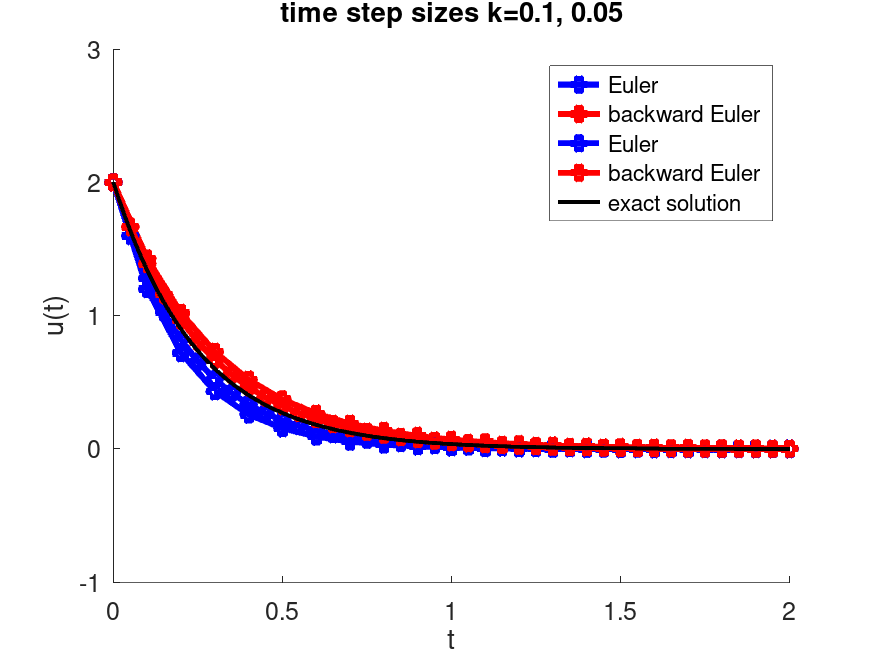 time step sizes k=0.1, 0.05
3
Euler
backward Euler
Euler
backward Euler
exact solution
2
1
u(t)
0
-1
0 0.5 1 1.5 2
t